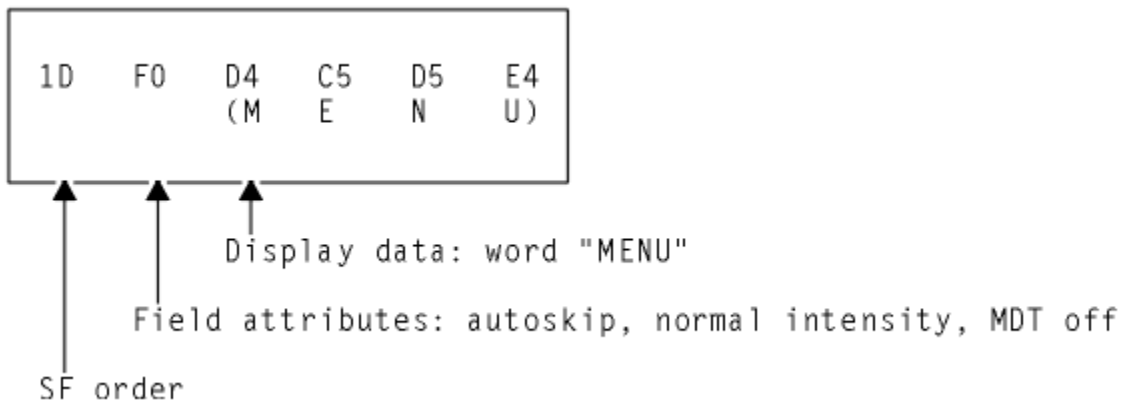 1D F0 D4 C5 D5 E4
(M E N U)
Display data: word "MENU"
Field attributes: autoskip, normal intensity, MDT off
SF order